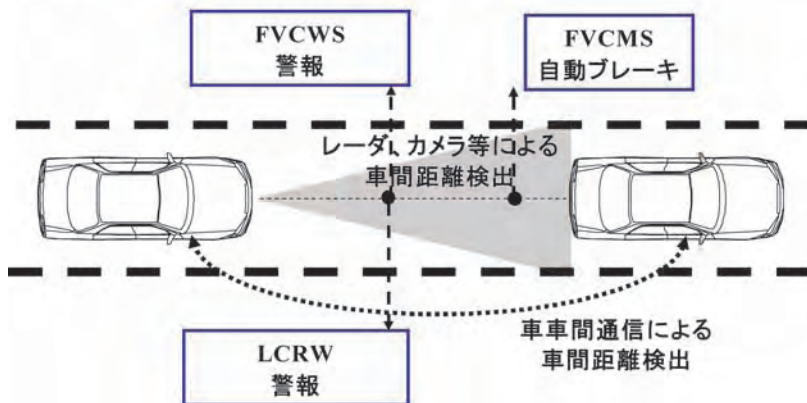 FVCWS
警報
FVCMS
自動ブレーキ
レーダ、カメラ等による
車間距離検出
LCRW
警報
車車間通信による
車間距離検出